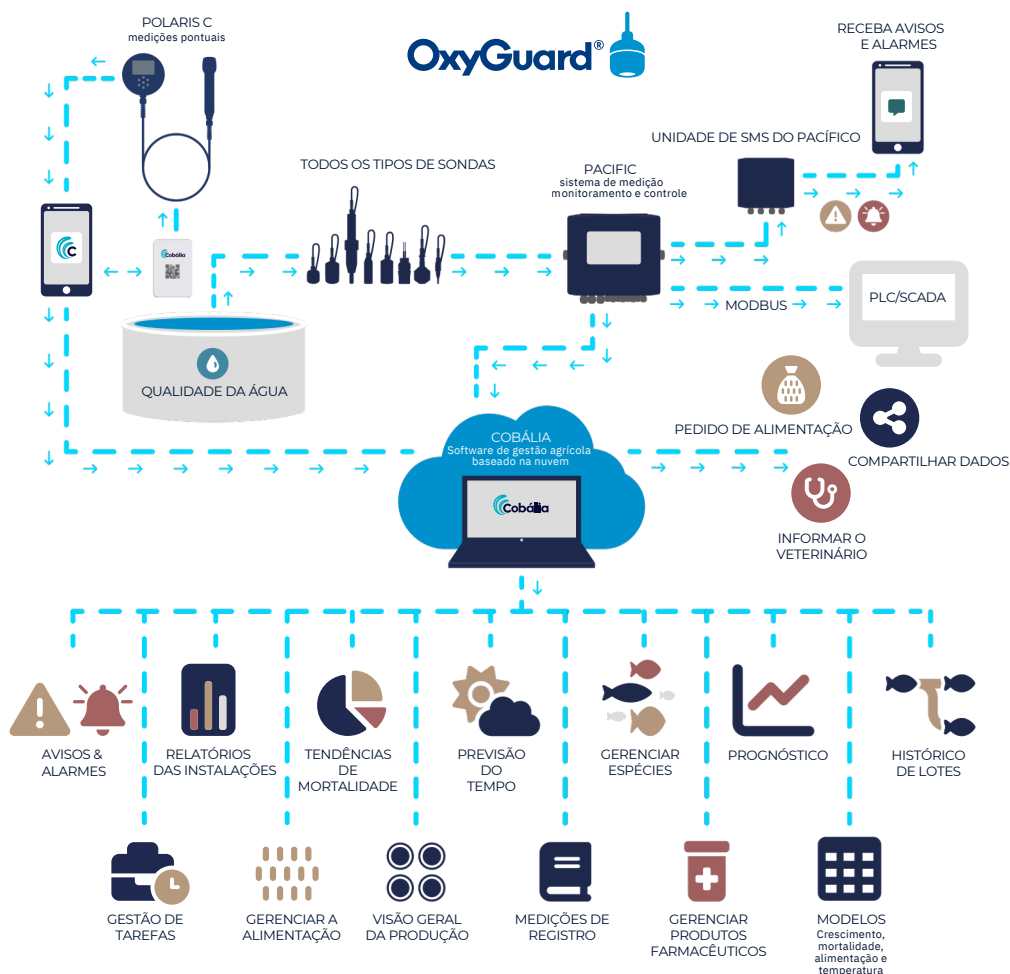 POLARIS C
medições pontuais
OxyGuard®
RECEBA AVISOS
E ALARMES
UNIDADE DE SMS DO PACÍFICO
TODOS OS TIPOS DE SONDAS
PACIFIC
sistema de medição
monitoramento e controle
C
Cobália
PLC/SCADA
MODBUS
QUALIDADE DA ÁGUA
PEDIDO DE ALIMENTAÇÃO
COMPARTILHAR DADOS
COBÁLIA
Software de gestão agrícola
baseado na nuvem
Cobália
INFORMAR O
VETERINÁRIO
AVISOS &
ALARMES
RELATÓRIOS
DAS INSTALAÇÕES
TENDÊNCIAS
DE
MORTALIDADE
PREVISÃO
DO
TEMPO
GERENCIAR
ESPÉCIES
PROGNÓSTICO
HISTÓRICO
DE LOTES
GESTÃO DE
TAREFAS
GERENCIAR A
ALIMENTAÇÃO
VISÃO GERAL
DA PRODUÇÃO
MEDIÇÕES DE
REGISTRO
GERENCIAR
PRODUTOS
FARMACÊUTICOS
MODELOS
Crescimento,
mortalidade,
alimentação e
temperatura